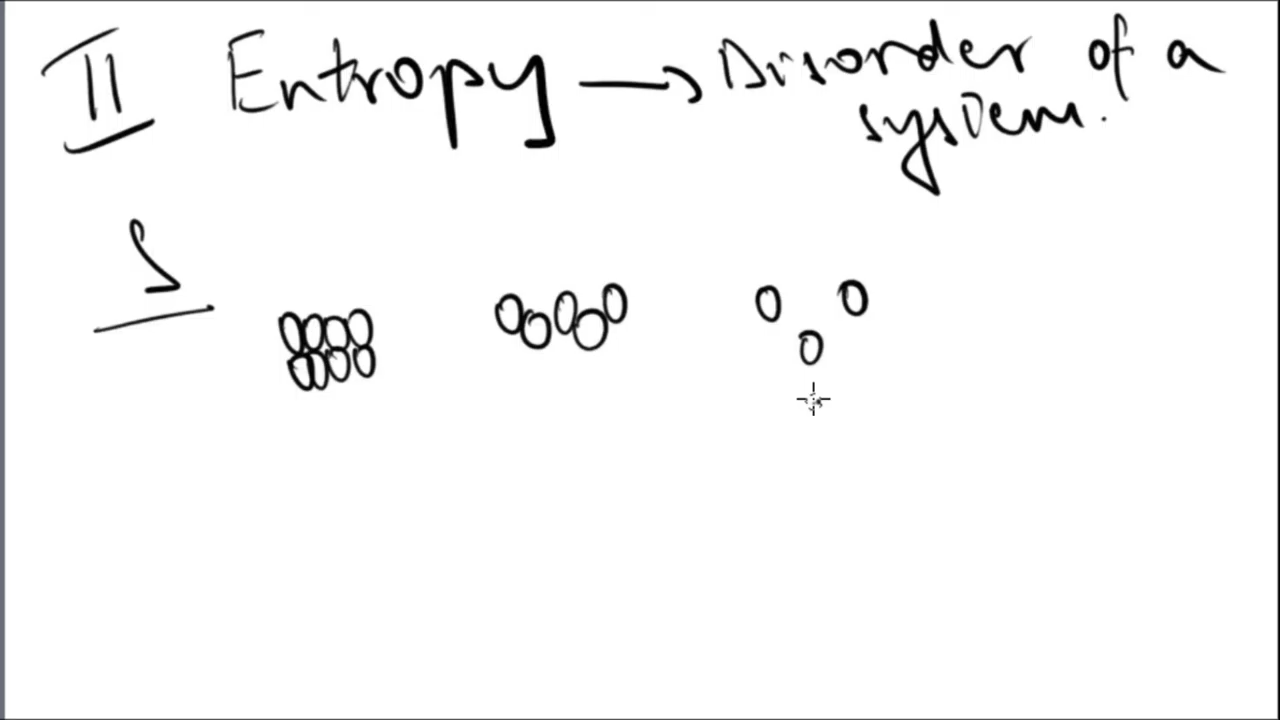 II Entropy → Disorder of a
system.
S